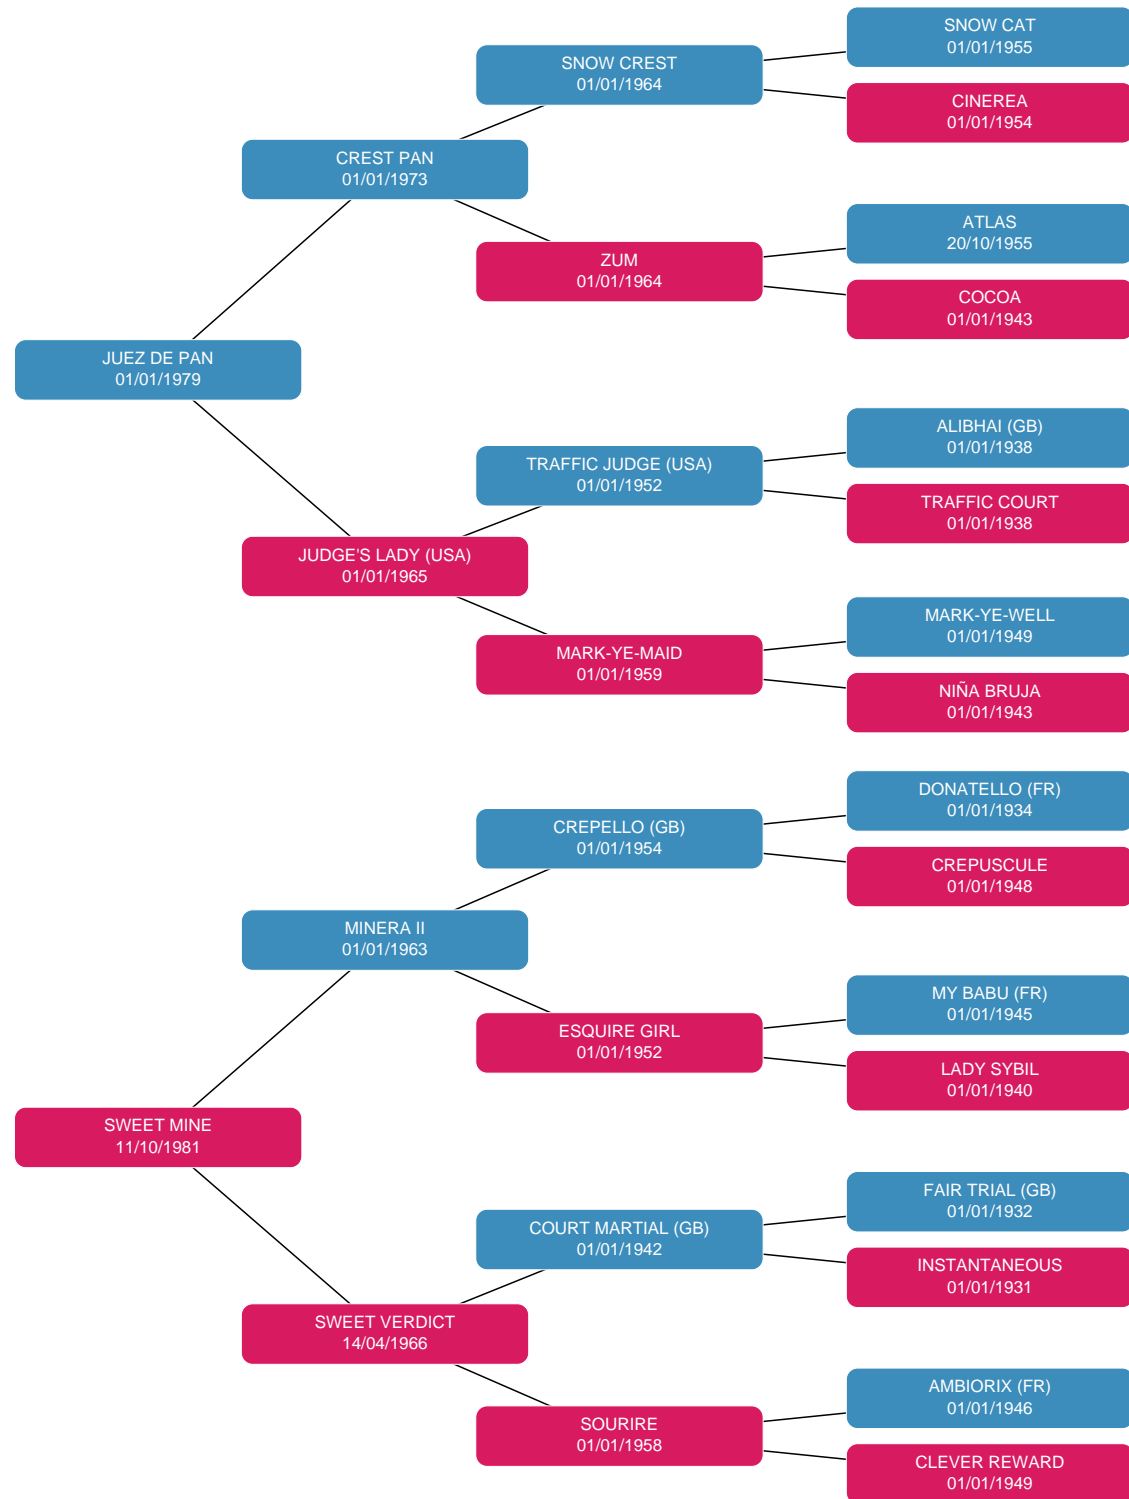 SNOW CAT
01/01/1955
SNOW CREST
01/01/1964
CINEREA
01/01/1954
CREST PAN
01/01/1973
ATLAS
20/10/1955
ZUM
01/01/1964
COCOA
01/01/1943
JUEZ DE PAN
01/01/1979
ALIBHAI (GB)
01/01/1938
TRAFFIC JUDGE (USA)
01/01/1952
TRAFFIC COURT
01/01/1938
JUDGE'S LADY (USA)
01/01/1965
MARK-YE-WELL
01/01/1949
MARK-YE-MAID
01/01/1959
NIÑA BRUJA
01/01/1943
DONATELLO (FR)
01/01/1934
CREPELLO (GB)
01/01/1954
CREPUSCULE
01/01/1948
MINERA II
01/01/1963
MY BABU (FR)
01/01/1945
ESQUIRE GIRL
01/01/1952
LADY SYBIL
01/01/1940
SWEET MINE
11/10/1981
FAIR TRIAL (GB)
01/01/1932
COURT MARTIAL (GB)
01/01/1942
INSTANTANEOUS
01/01/1931
SWEET VERDICT
14/04/1966
AMBIORIX (FR)
01/01/1946
SOURIRE
01/01/1958
CLEVER REWARD
01/01/1949